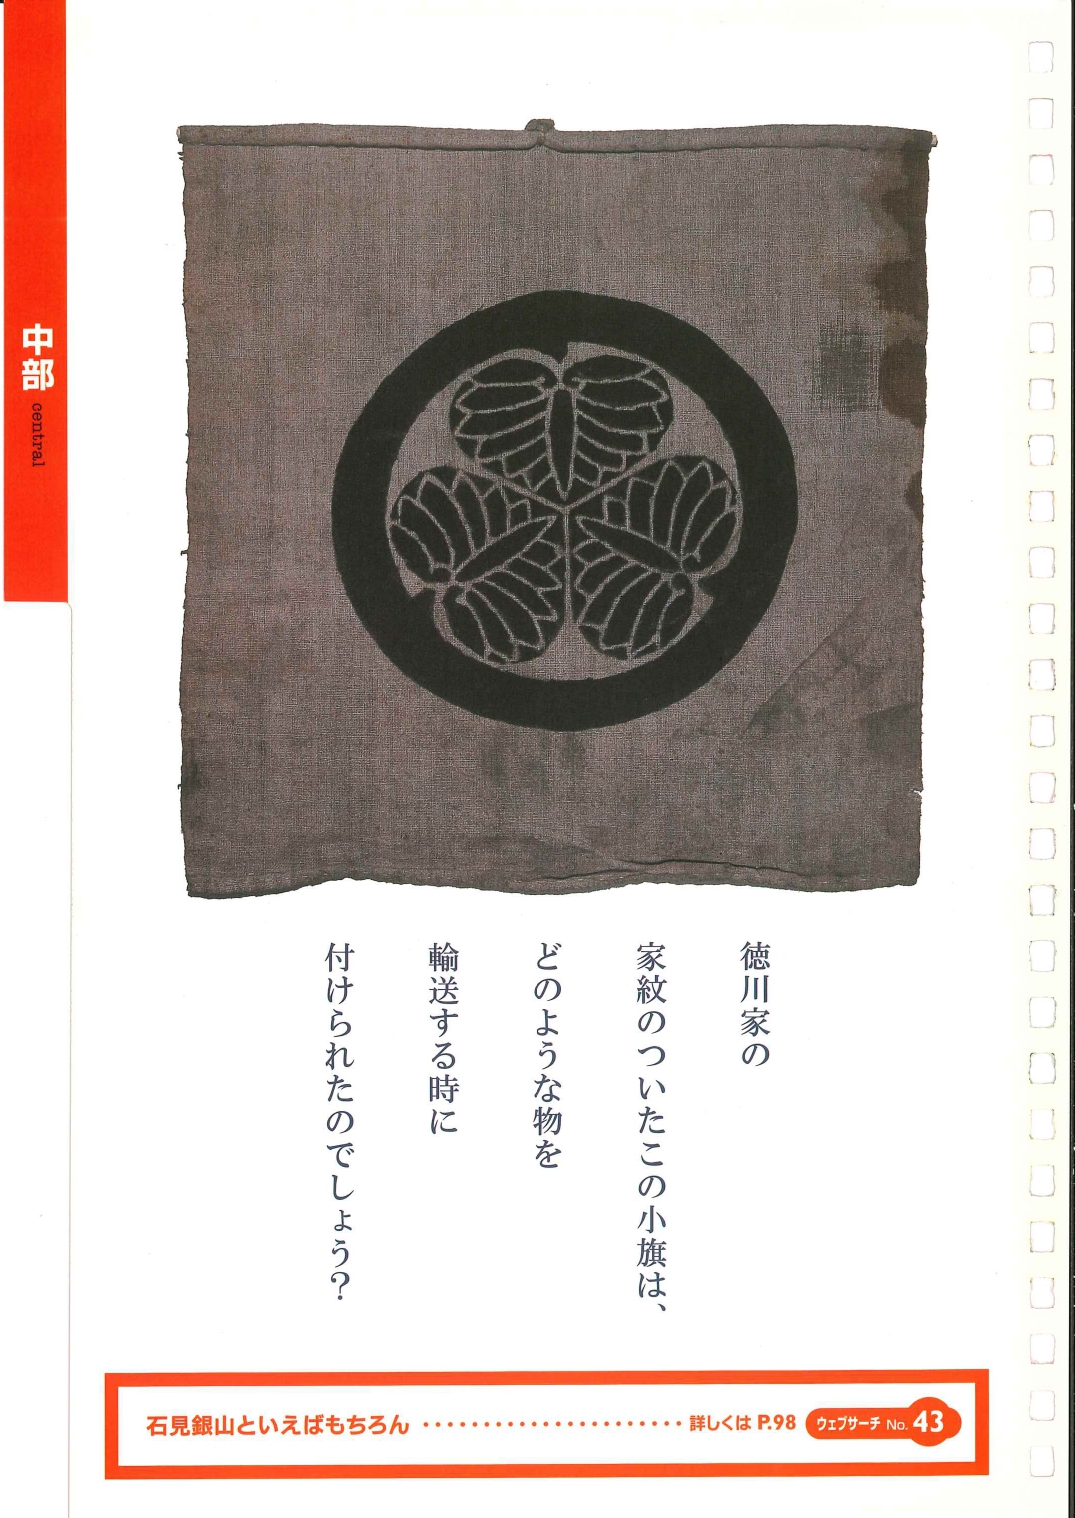 中部
central
徳川家の
家紋のついたこの小旗は、
どのような物を
輸送する時に
付けられたのでしょう？
石見銀山といえばもちろん ······················ 詳しくは P.98 ウェブサーチ No. 43